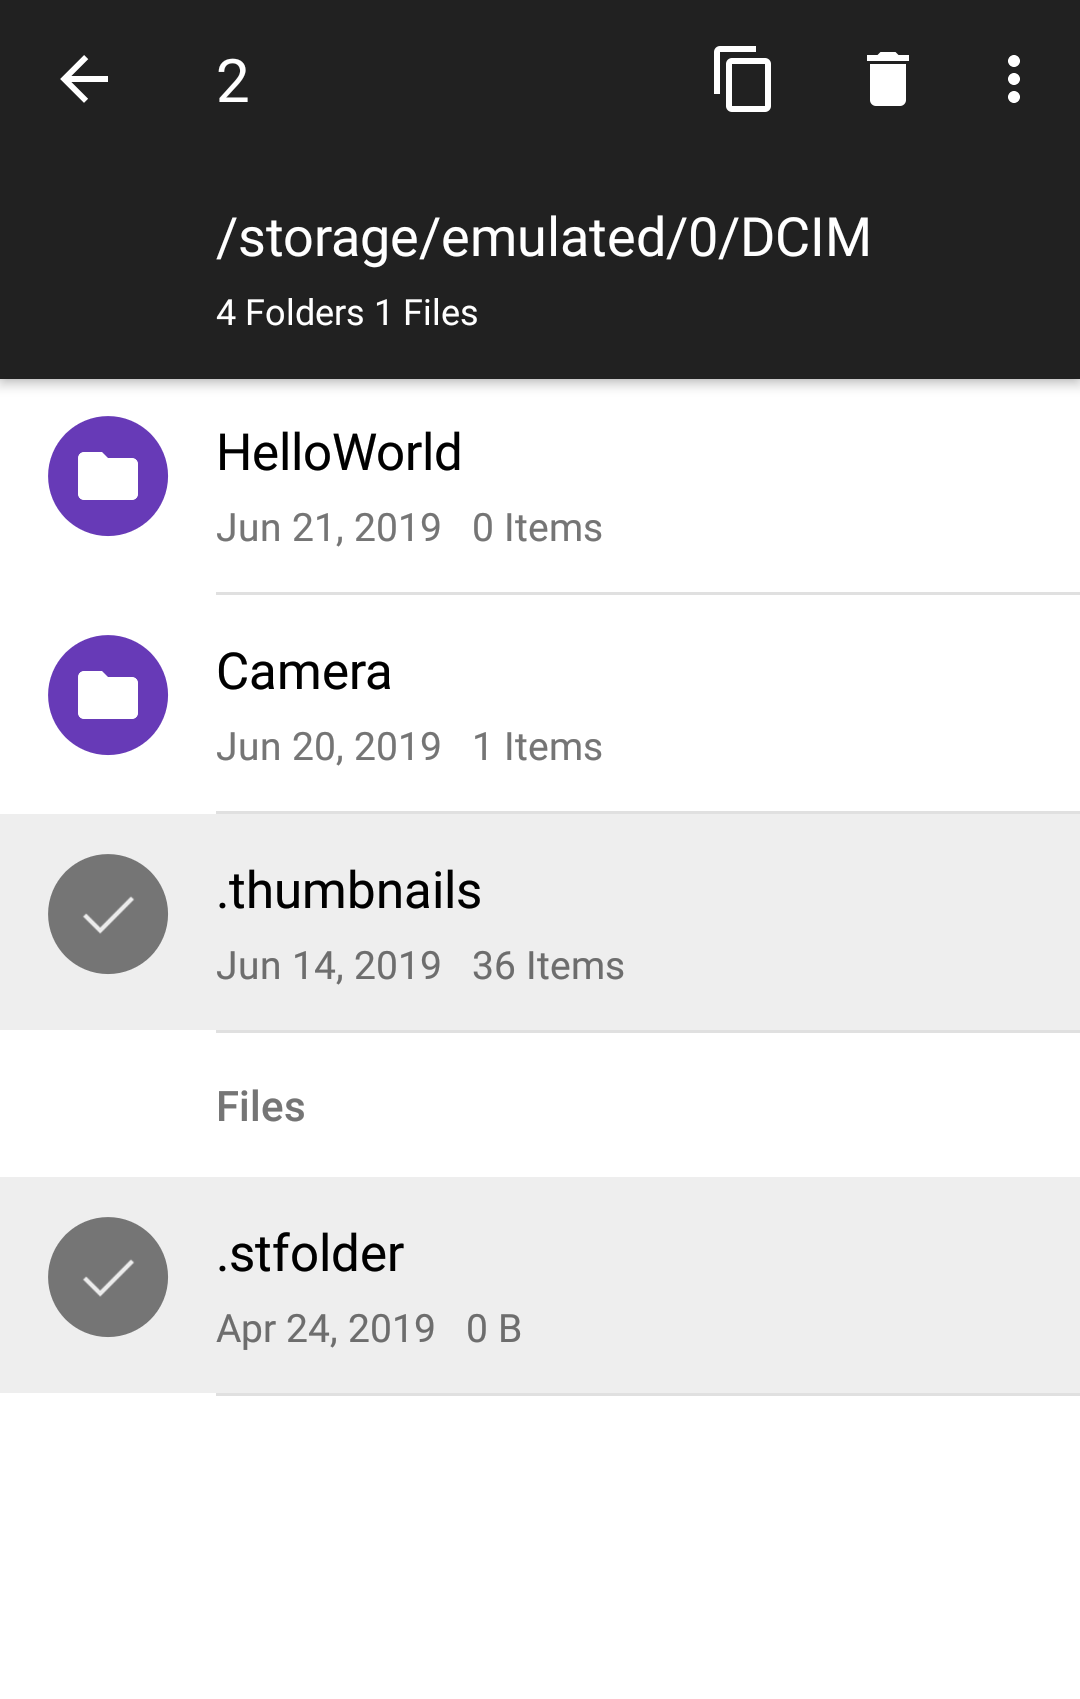 2
/storage/emulated/0/DCIM
4 Folders 1 Files
HelloWorld
Jun 21, 2019 0 Items
Camera
Jun 20, 2019 1 Items
.thumbnails
Jun 14, 2019 36 Items
Files
.stfolder
Apr 24, 2019 0 B